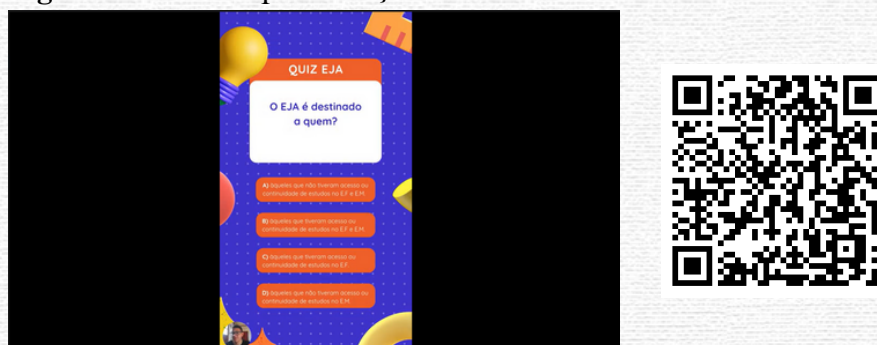 QUIZ EJA
O EJA é destinado
a quem?
A) àqueles que não tiveram acesso ou
continuidade de estudos no E.F e E.M.
B) àqueles que tiveram acesso ou
continuidade de estudos no E.F e E.M.
C) àqueles que tiveram acesso ou
continuidade de estudos no E.F.
D) àqueles que não tiveram acesso ou
continuidade de estudos no E.M.